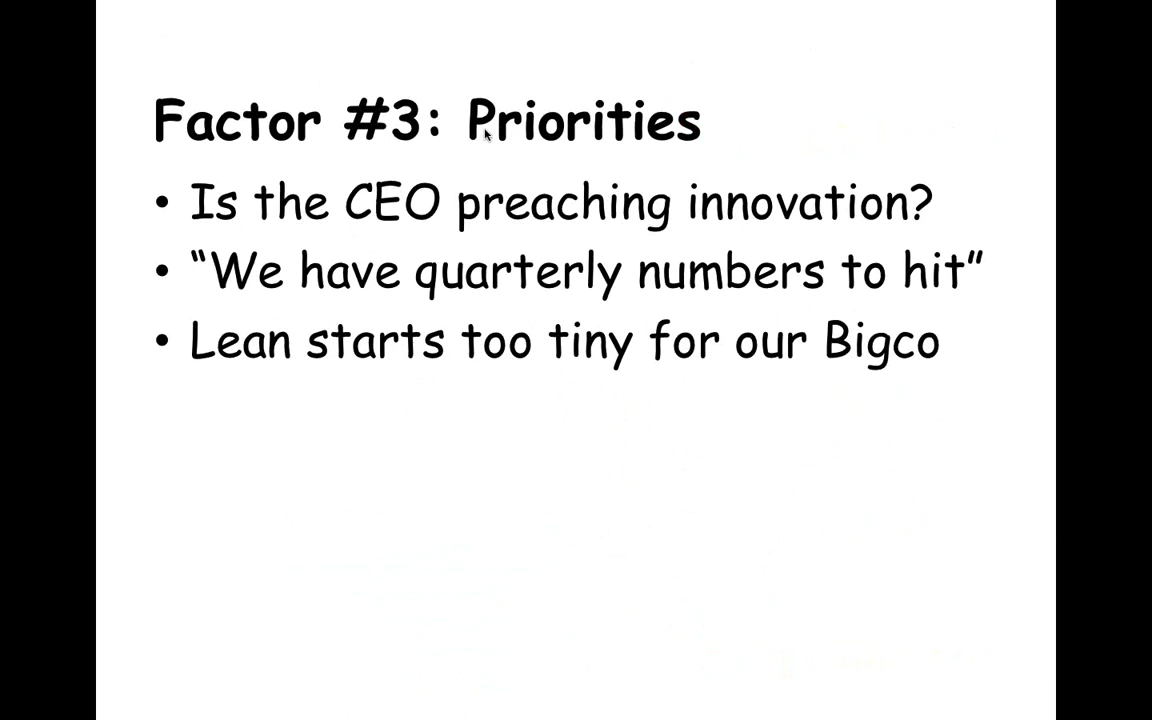 Factor #3: Priorities
• Is the CEO preaching innovation?
• “We have quarterly numbers to hit”
• Lean starts too tiny for our Bigco